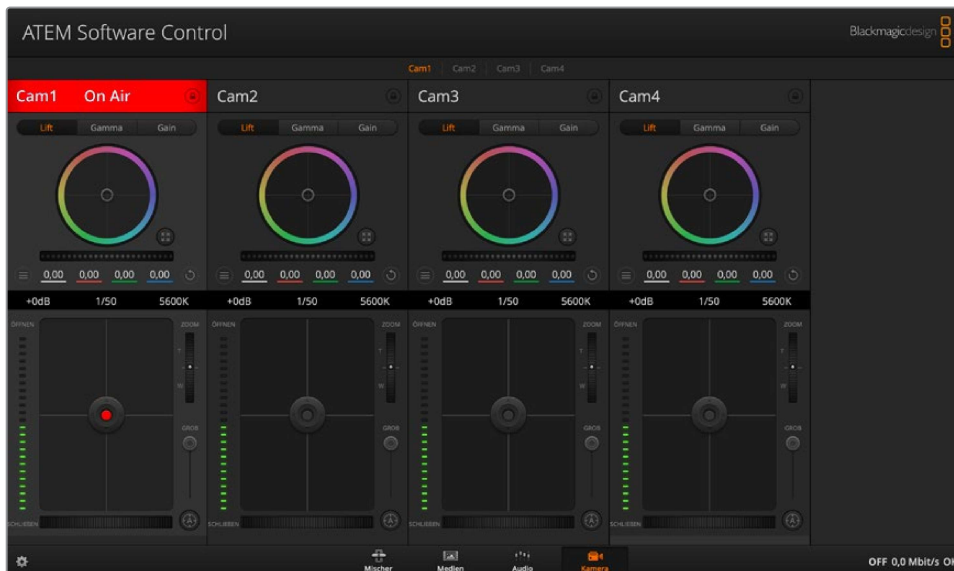 ATEM Software Control
Blackmagicdesign
Cam1 Cam2 Cam3 Cam4
Cam1 On Air Cam2 Cam3 Cam4
Lift Gamma Gain Lift Gamma Gain Lift Gamma Gain Lift Gamma Gain
0,00 0,00 0,00 0,00 0,00 0,00 0,00 0,00 0,00 0,00 0,00 0,00 0,00 0,00 0,00 0,00
+0dB 1/50 5600K +0dB 1/50 5600K +0dB 1/50 5600K +0dB 1/50 5600K
ÖFFNEN ZOOM ÖFFNEN ZOOM ÖFFNEN ZOOM ÖFFNEN ZOOM
T T T T
W W W W
GROB GROB GROB GROB
SCHLIEßEN SCHLIEßEN SCHLIEßEN SCHLIEßEN
Mischer Medien Audio Kamera
OFF 0,0 Mbit/s